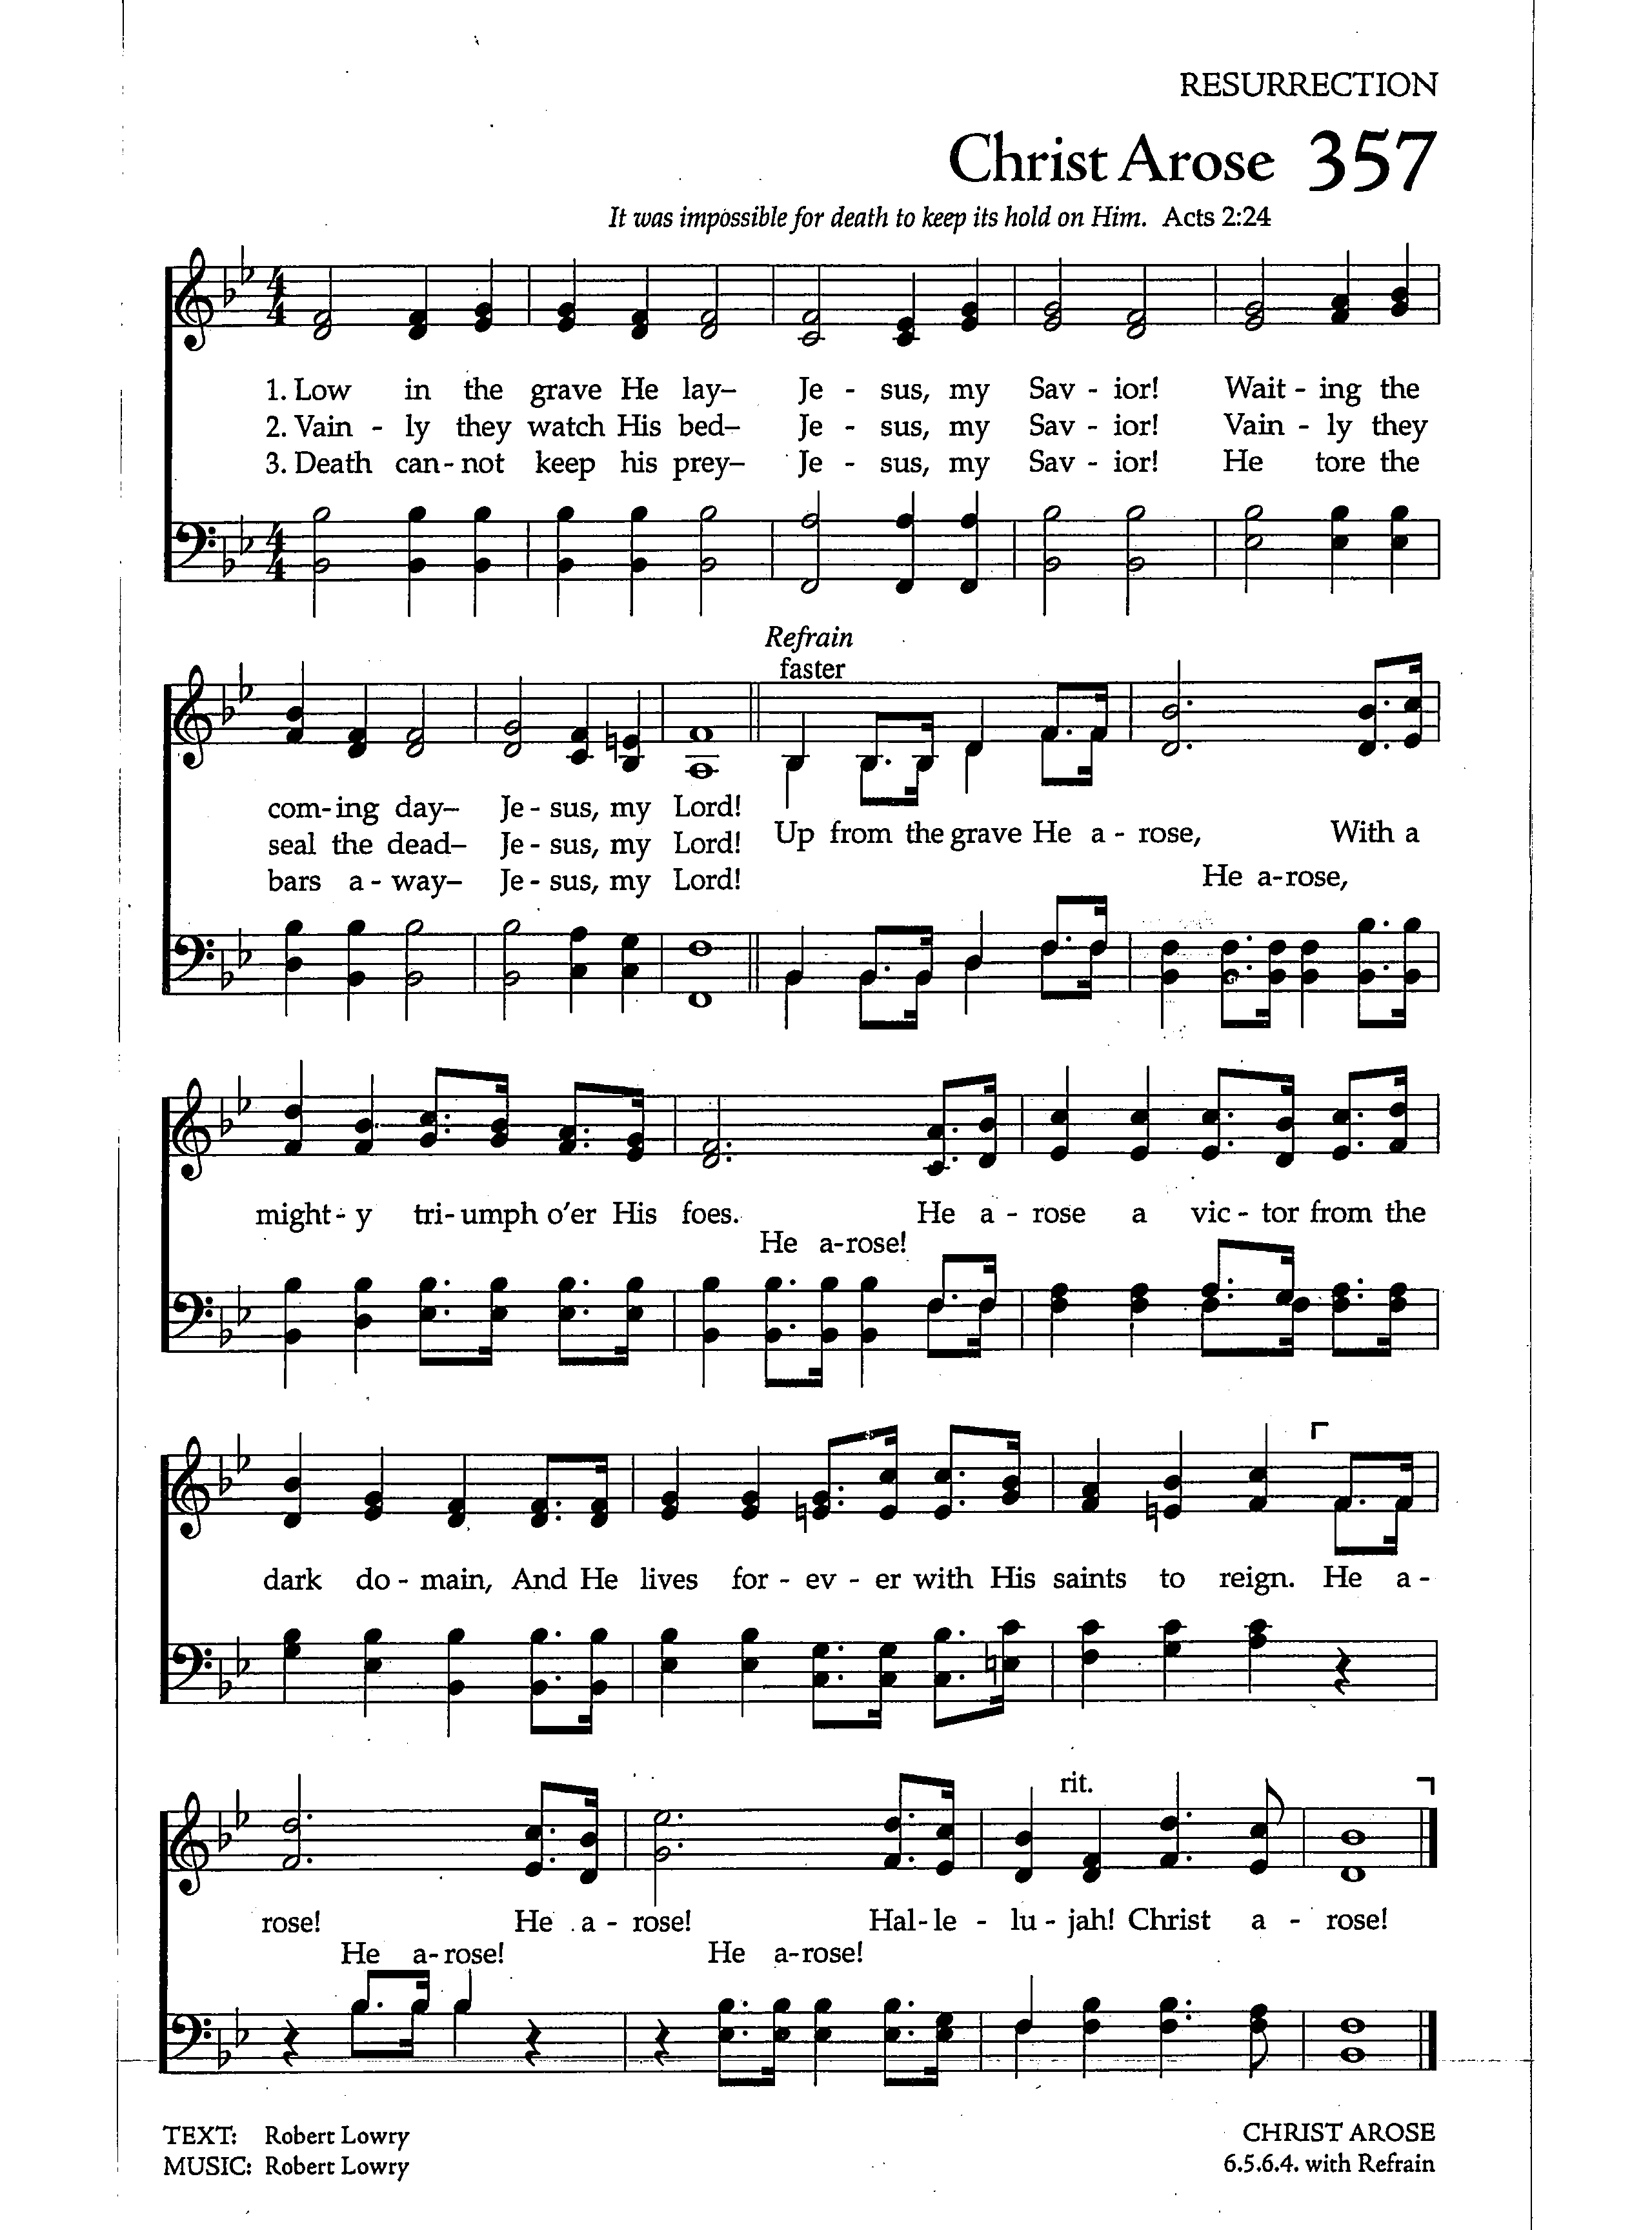 RESURRECTION
Christ Arose 357
It was impossible for death to keep its hold on Him. Acts 2:24
1. Low in the grave He lay– Je - sus, my Sav - ior! Wait - ing the
2. Vain - ly they watch His bed– Je - sus, my Sav - ior! Vain - ly they
3. Death can - not keep his prey– Je - sus, my Sav - ior! He tore the
Refrain
faster
com - ing day– Je - sus, my Lord!
seal the dead– Je - sus, my Lord!
bars a - way– Je - sus, my Lord!
Up from the grave He a - rose, With a
He a - rose,
might - y tri - umph o'er His foes. He a - rose a vic - tor from the
He a - rose!
dark do - main, And He lives for - ev - er with His saints to reign. He a -
rit.
rose! He a - rose! Hal - le - lu - jah! Christ a - rose!
He a - rose! He a - rose!
TEXT: Robert Lowry
MUSIC: Robert Lowry
CHRIST AROSE
6.5.6.4. with Refrain